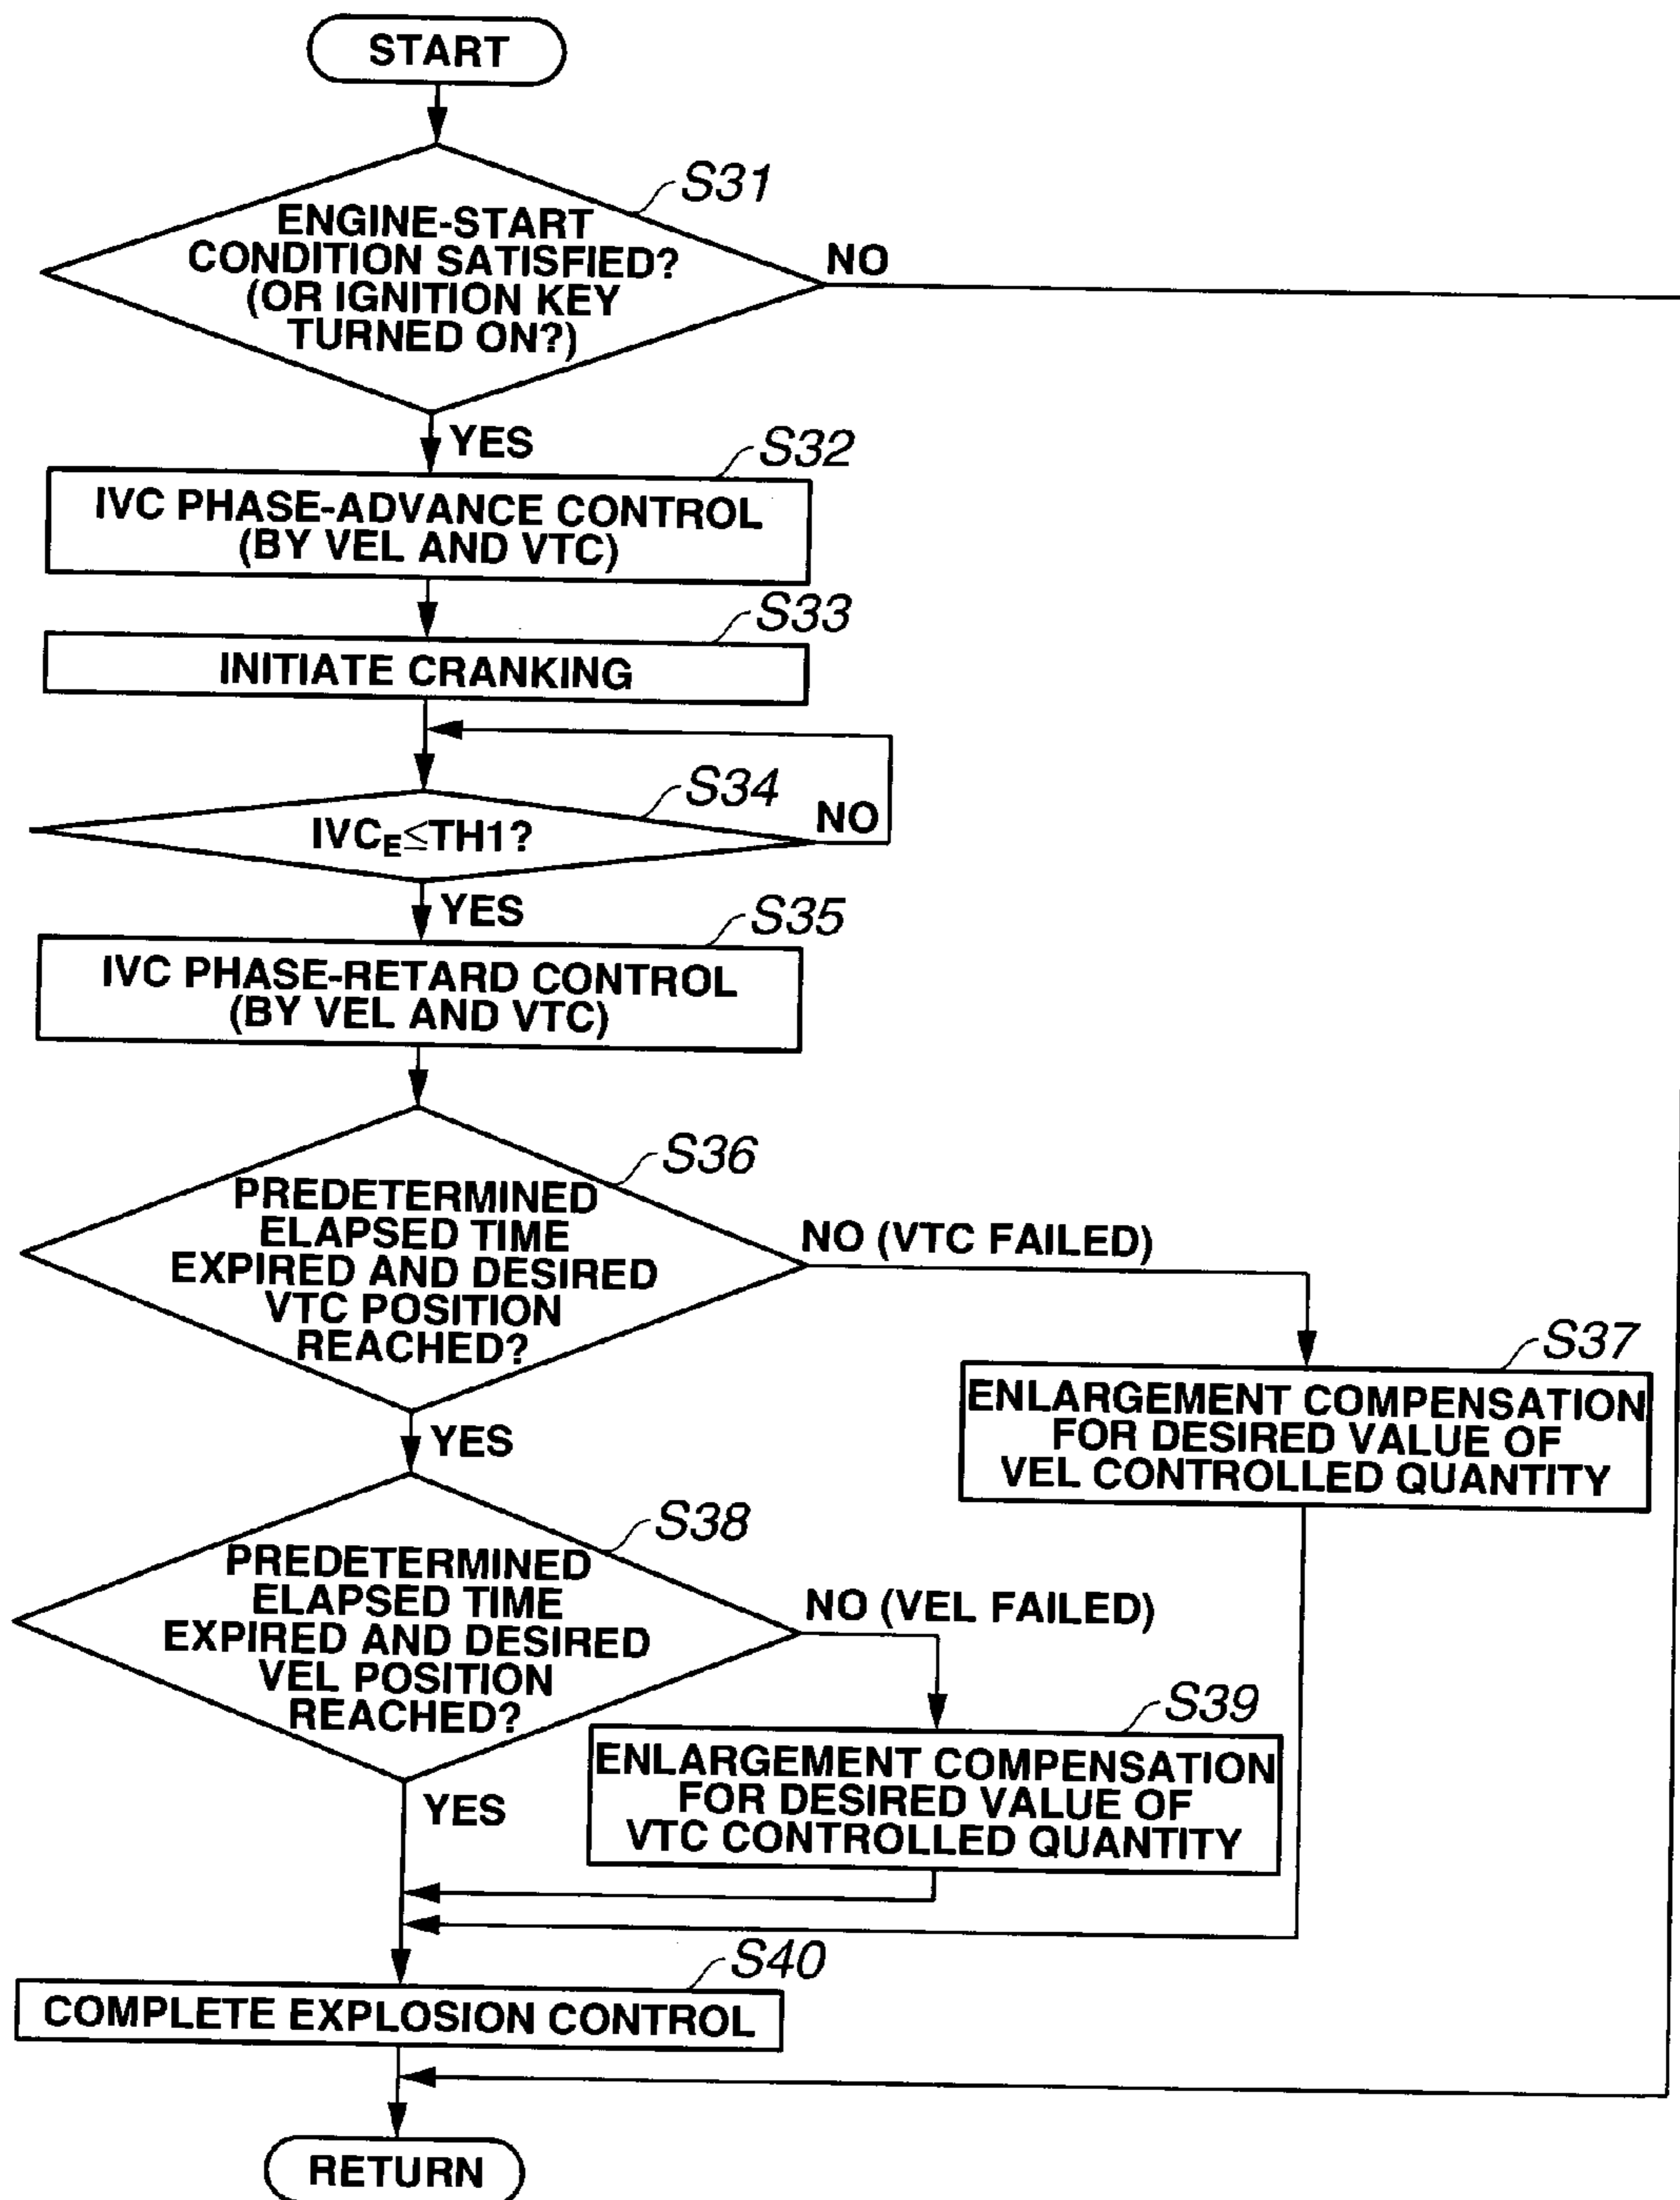 START
S31
ENGINE-START
CONDITION SATISFIED?
(OR IGNITION KEY
TURNED ON?)
NO
YES
S32
IVC PHASE-ADVANCE CONTROL
(BY VEL AND VTC)
S33
INITIATE CRANKING
S34
IVCE≤TH1?
NO
YES
S35
IVC PHASE-RETARD CONTROL
(BY VEL AND VTC)
S36
PREDETERMINED
ELAPSED TIME
EXPIRED AND DESIRED
VTC POSITION
REACHED?
NO (VTC FAILED)
S37
ENLARGEMENT COMPENSATION
FOR DESIRED VALUE OF
VEL CONTROLLED QUANTITY
YES
S38
PREDETERMINED
ELAPSED TIME
EXPIRED AND DESIRED
VEL POSITION
REACHED?
NO (VEL FAILED)
S39
ENLARGEMENT COMPENSATION
FOR DESIRED VALUE OF
VTC CONTROLLED QUANTITY
YES
S40
COMPLETE EXPLOSION CONTROL
RETURN